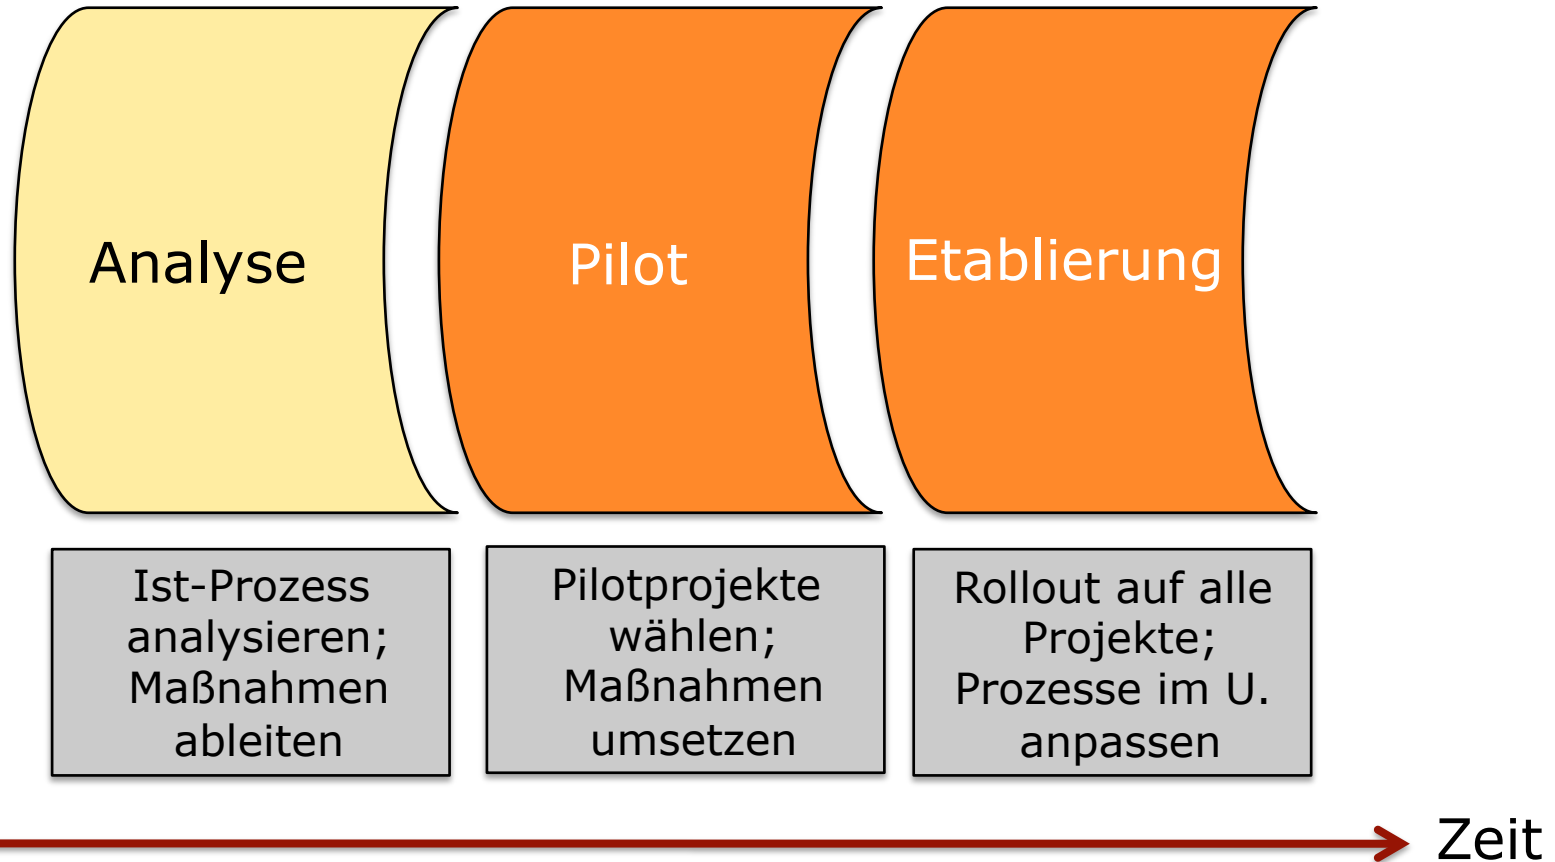 Analyse
Pilot
Etablierung
Ist-Prozess
analysieren;
Maßnahmen
ableiten
Pilotprojekte
wählen;
Maßnahmen
umsetzen
Rollout auf alle
Projekte;
Prozesse im U.
anpassen
Zeit